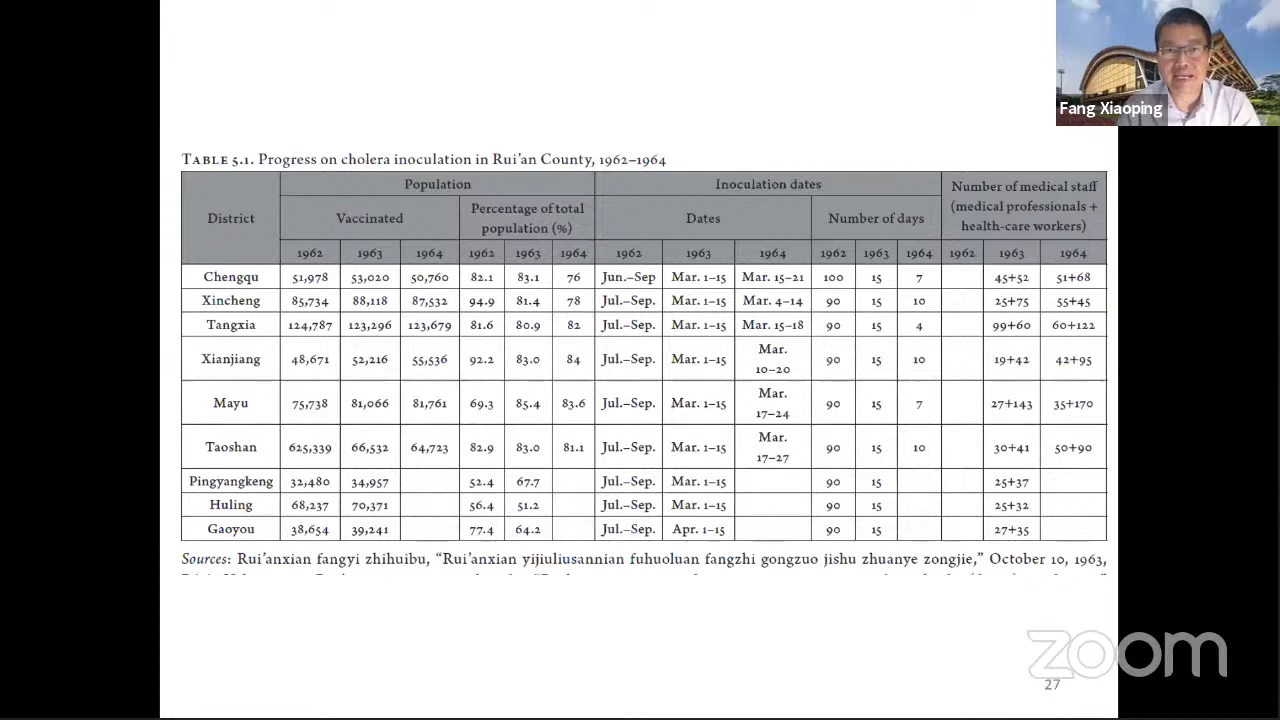 Fang Xiaoping
TABLE 5.1. Progress on cholera inoculation in Rui'an County, 1962–1964
District Population Inoculation dates Number of medical staff (medical professionals + health-care workers)
Vaccinated Percentage of total population (%) Dates Number of days
1962 1963 1964 1962 1963 1964 1962 1963 1964 1962 1963 1964 1962 1963 1964
Chengqu 51,978 53,020 50,760 82.1 83.1 76 Jun.–Sep Mar. 1–15 Mar. 15–21 100 15 7 45+52 51+68
Xincheng 85,734 88,118 87,532 94.9 81.4 78 Jul.–Sep. Mar. 1–15 Mar. 4–14 90 15 10 25+75 55+45
Tangxia 124,787 123,296 123,679 81.6 80.9 82 Jul.–Sep. Mar. 1–15 Mar. 15–18 90 15 4 99+60 60+122
Xianjiang 48,671 52,216 55,536 92.2 83.0 84 Jul.–Sep. Mar. 1–15 Mar. 10–20 90 15 10 19+42 42+95
Mayu 75,738 81,066 81,761 69.3 85.4 83.6 Jul.–Sep. Mar. 1–15 Mar. 17–24 90 15 7 27+143 35+170
Taoshan 625,339 66,532 64,723 82.9 83.0 81.1 Jul.–Sep. Mar. 1–15 Mar. 17–27 90 15 10 30+41 50+90
Pingyangkeng 32,480 34,957 52.4 67.7 Jul.–Sep. Mar. 1–15 90 15 25+37
Huling 68,237 70,371 56.4 51.2 Jul.–Sep. Mar. 1–15 90 15 25+32
Gaoyou 38,654 39,241 77.4 64.2 Jul.–Sep. Apr. 1–15 90 15 27+35
Sources: Rui'anxian fangyi zhihuibu, "Rui'anxian yijiuliusannian fuhuoluan fangzhi gongzuo jishu zhuanye zongjie," October 10, 1963,
zoom
27